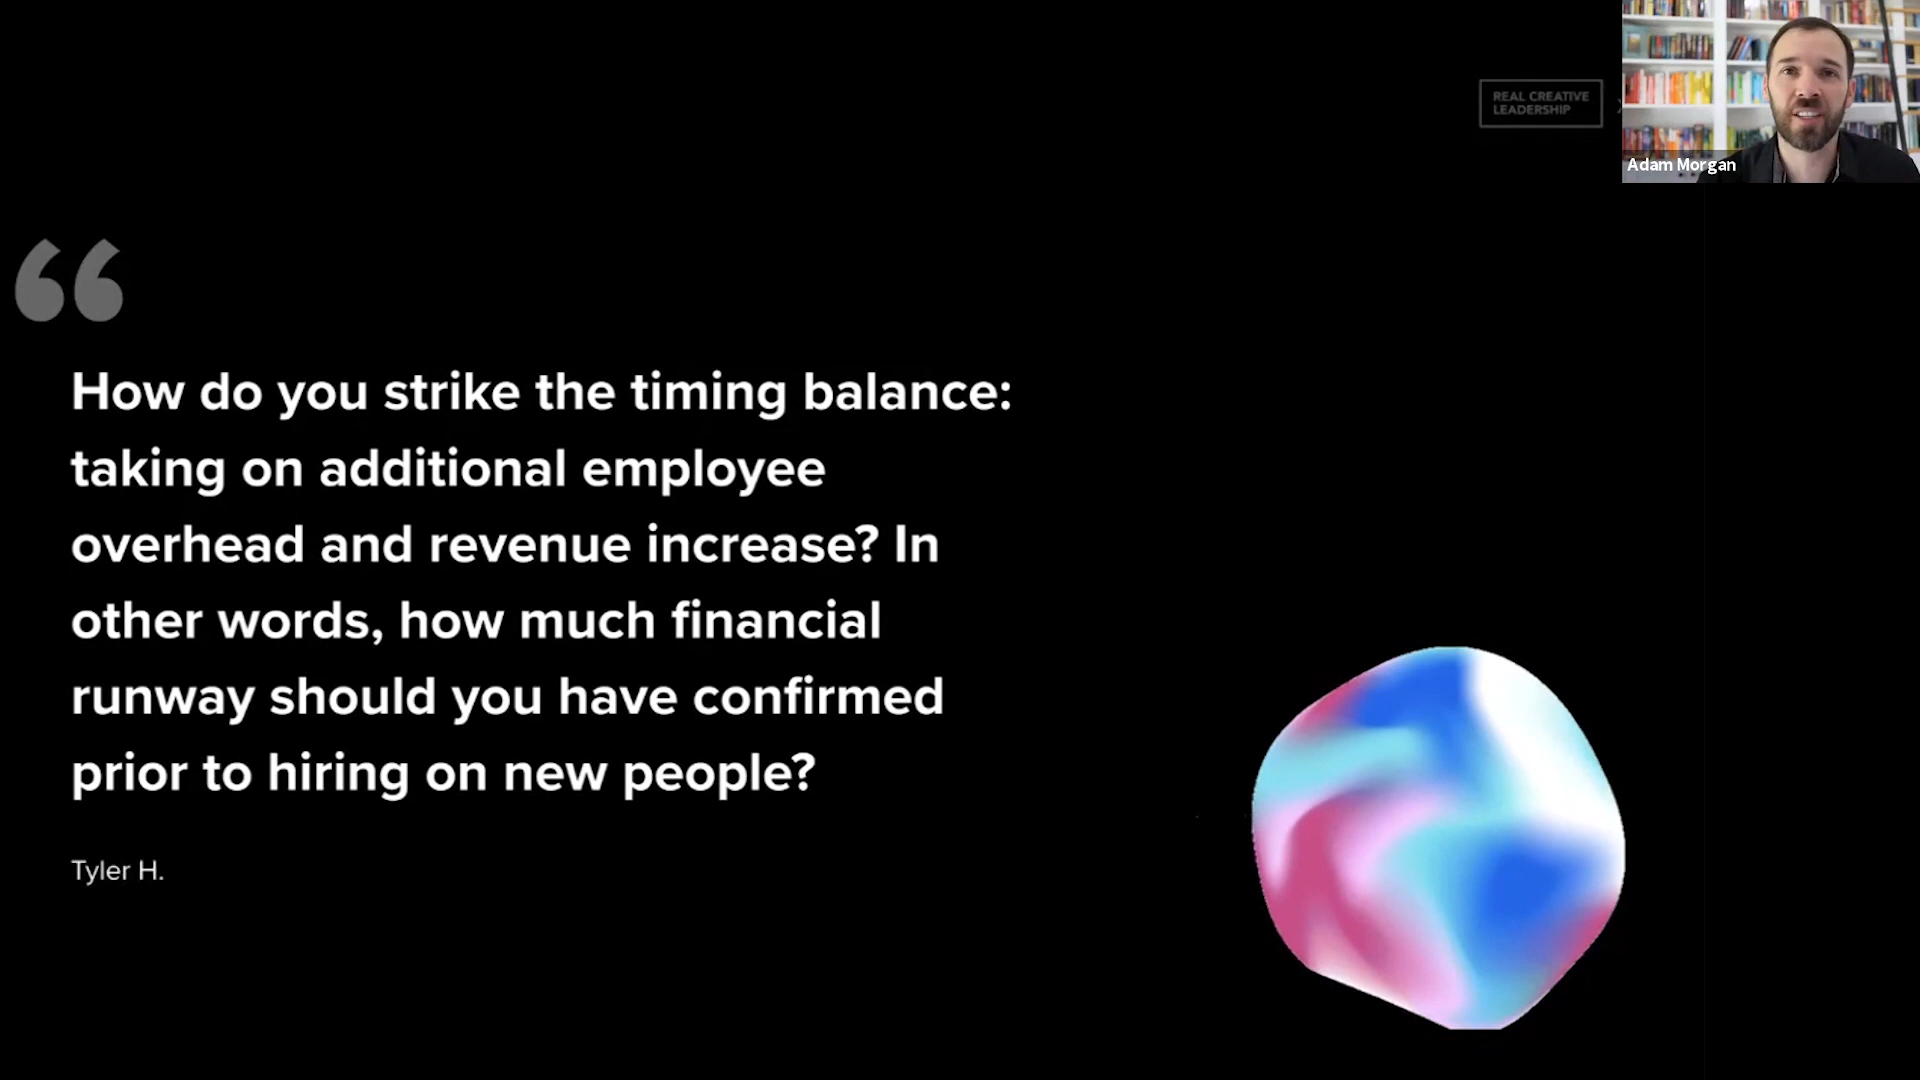 REAL CREATIVE
LEADERSHIP
Adam Morgan
“
How do you strike the timing balance:
taking on additional employee
overhead and revenue increase? In
other words, how much financial
runway should you have confirmed
prior to hiring on new people?
Tyler H.